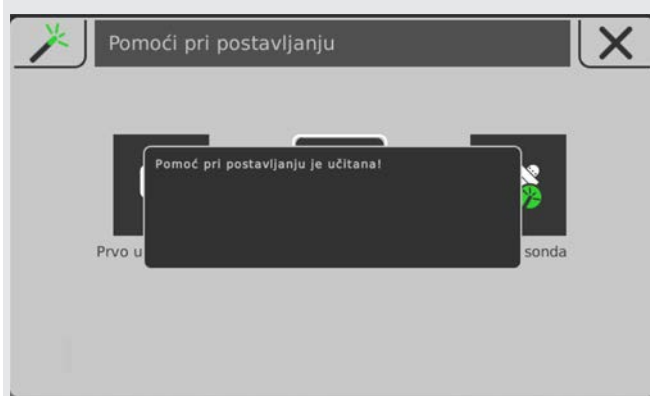 Pomoći pri postavljanju
Pomoć pri postavljanju je učitana!
Prvo u
sonda